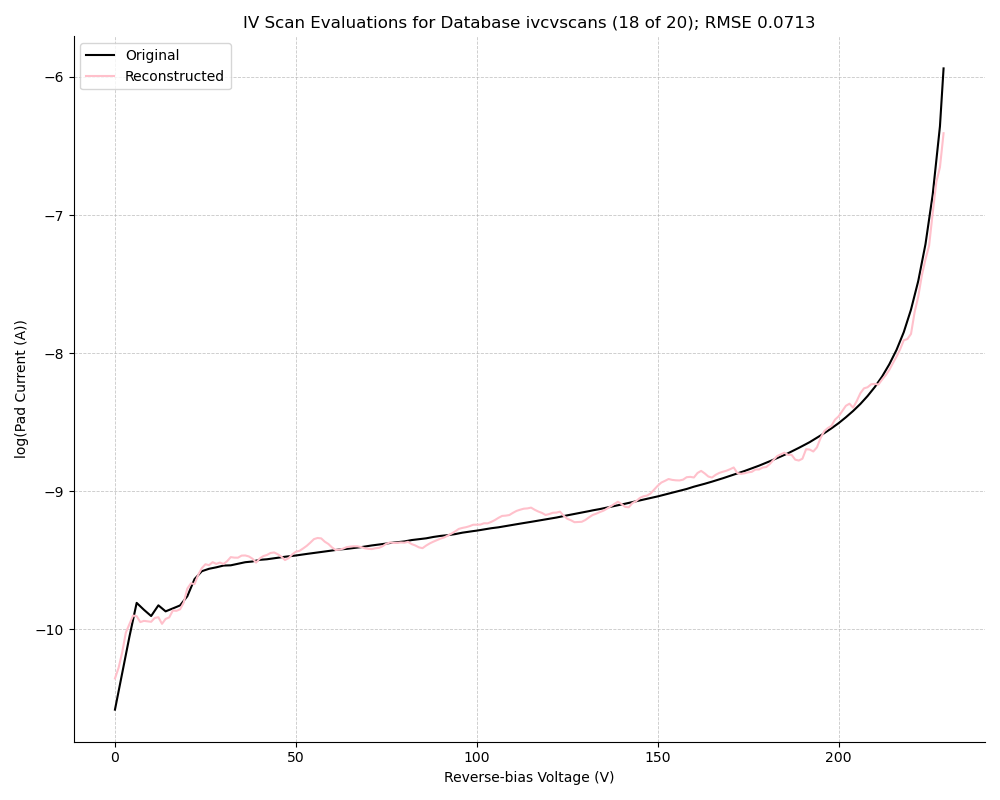 IV Scan Evaluations for Database ivcvscans (18 of 20); RMSE 0.0713
Original
Reconstructed
−6
−7
−8
−9
−10
log(Pad Current (A))
0
50
100
150
200
Reverse-bias Voltage (V)